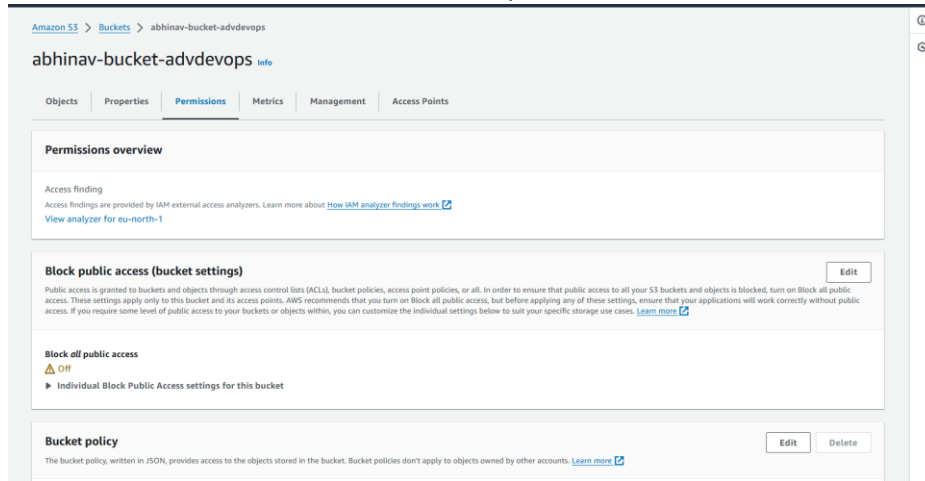 Amazon S3 > Buckets > abhinav-bucket-advdevops
abhinav-bucket-advdevops Info
Objects Properties Permissions Metrics Management Access Points
Permissions overview
Access finding
Access findings are provided by IAM external access analyzers. Learn more about How IAM analyzer findings work
View analyzer for eu-north-1
Block public access (bucket settings) Edit
Public access is granted to buckets and objects through access control lists (ACLs), bucket policies, access point policies, or all. In order to ensure that public access to all your S3 buckets and objects is blocked, turn on Block all public
access. These settings apply only to this bucket and its access points. AWS recommends that you turn on Block all public access, but before applying any of these settings, ensure that your applications will work correctly without public
access. If you require some level of public access to your buckets or objects within, you can customize the individual settings below to suit your specific storage use cases. Learn more
Block all public access
Off
Individual Block Public Access settings for this bucket
Bucket policy Edit Delete
The bucket policy, written in JSON, provides access to the objects stored in the bucket. Bucket policies don't apply to objects owned by other accounts. Learn more